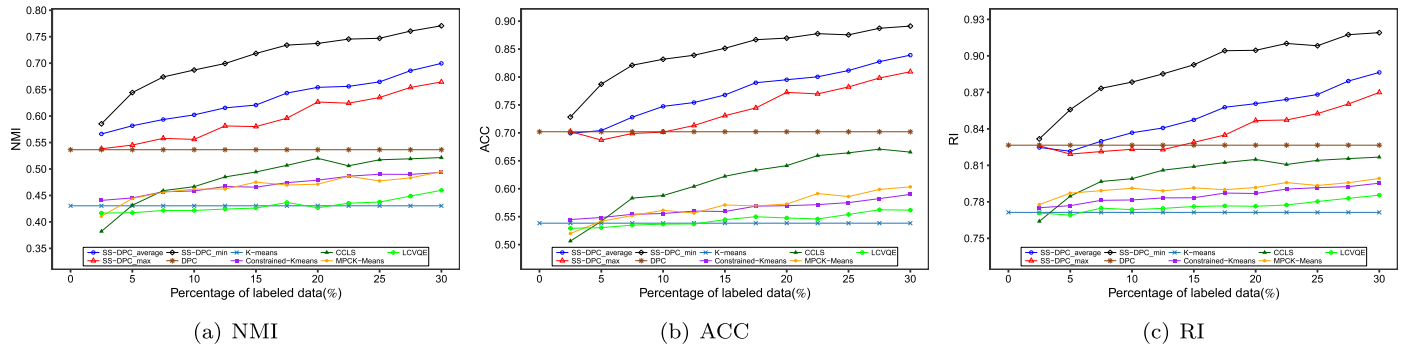 0.80
0.75
0.70
0.65
0.60
0.55
0.50
0.45
0.40
0.35
NMI
SS-DPC_average
SS-DPC_max
SS-DPC_min
DPC
K-means
Constrained-Kmeans
CCLS
MPCK-Means
LCVQE
0 5 10 15 20 25 30
Percentage of labeled data(%)
(a) NMI
0.90
0.85
0.80
0.75
0.70
0.65
0.60
0.55
0.50
ACC
SS-DPC_average
SS-DPC_max
SS-DPC_min
DPC
K-means
Constrained-Kmeans
CCLS
MPCK-Means
LCVQE
0 5 10 15 20 25 30
Percentage of labeled data(%)
(b) ACC
0.93
0.90
0.87
0.84
0.81
0.78
0.75
RI
SS-DPC_average
SS-DPC_max
SS-DPC_min
DPC
K-means
Constrained-Kmeans
CCLS
MPCK-Means
LCVQE
0 5 10 15 20 25 30
Percentage of labeled data(%)
(c) RI